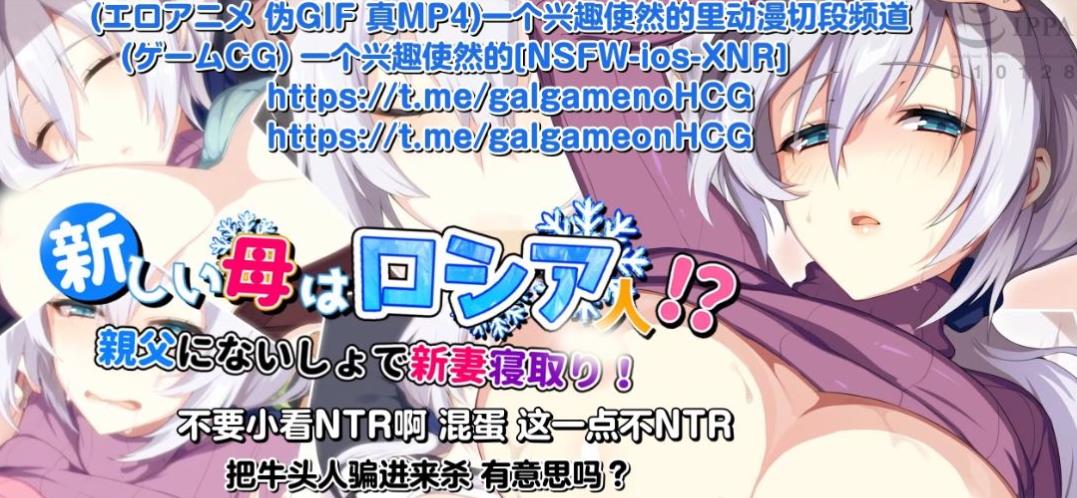 (エロアニメ 伪GIF 真MP4)一个兴趣使然的里动漫切段频道
(ゲームCG) 一个兴趣使然的[NSFW-ios-XNR]
https://t.me/galgamenoHCG
https://t.me/galgameonHCG
IPPA
010128
新しい母はロシア人!?
親父にないしょで新妻寝取り!
不要小看NTR啊 混蛋 这一点不NTR
把牛头人骗进来杀 有意思吗?